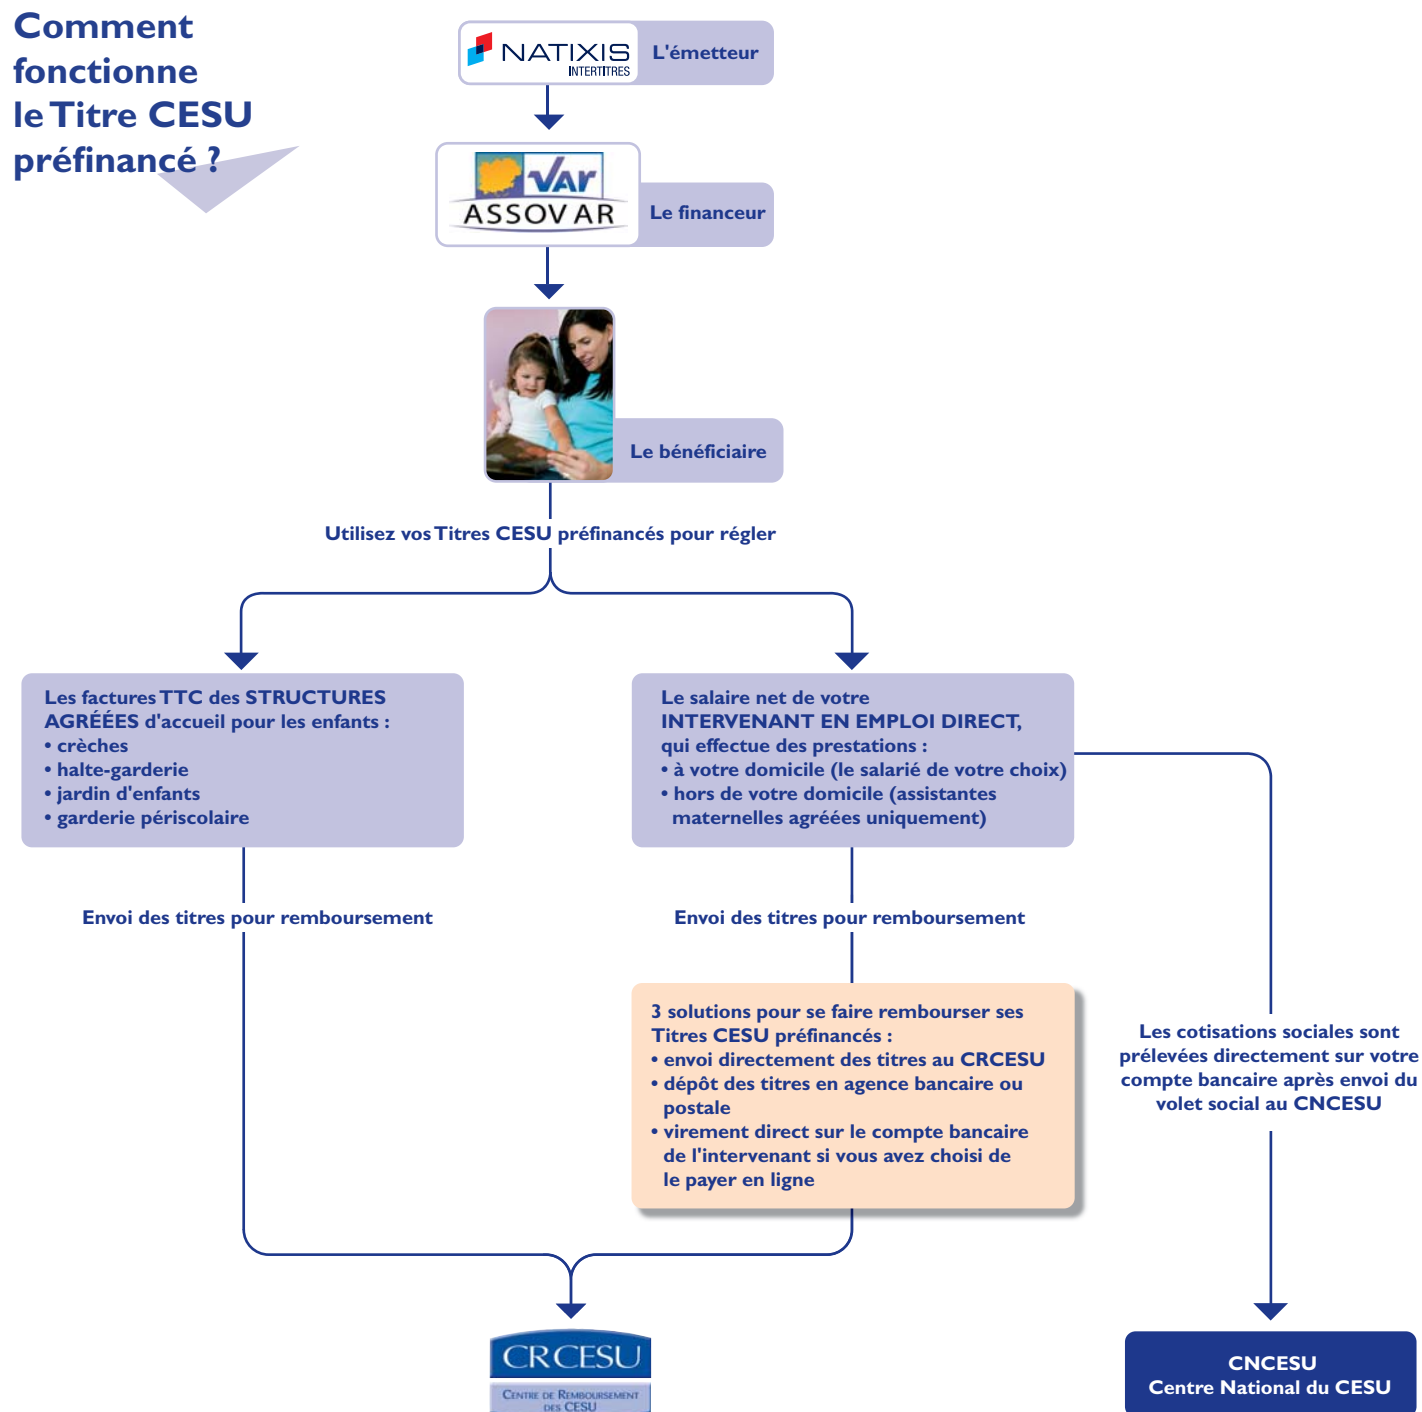 Comment
fonctionne
le Titre CESU
préfinancé ?
NATIXIS
INTERTITRES
L'émetteur
Var
ASSOVAR
Le financeur
Le bénéficiaire
Utilisez vos Titres CESU préfinancés pour régler
Les factures TTC des STRUCTURES
AGRÉÉES d'accueil pour les enfants :
• crèches
• halte-garderie
• jardin d'enfants
• garderie périscolaire
Le salaire net de votre
INTERVENANT EN EMPLOI DIRECT,
qui effectue des prestations :
• à votre domicile (le salarié de votre choix)
• hors de votre domicile (assistantes
maternelles agréées uniquement)
Envoi des titres pour remboursement
Envoi des titres pour remboursement
3 solutions pour se faire rembourser ses
Titres CESU préfinancés :
• envoi directement des titres au CRCESU
• dépôt des titres en agence bancaire ou
postale
• virement direct sur le compte bancaire
de l'intervenant si vous avez choisi de
le payer en ligne
Les cotisations sociales sont
prélevées directement sur votre
compte bancaire après envoi du
volet social au CNCESU
CRCESU
CENTRE DE REMBOURSEMENT
DES CESU
CNCESU
Centre National du CESU